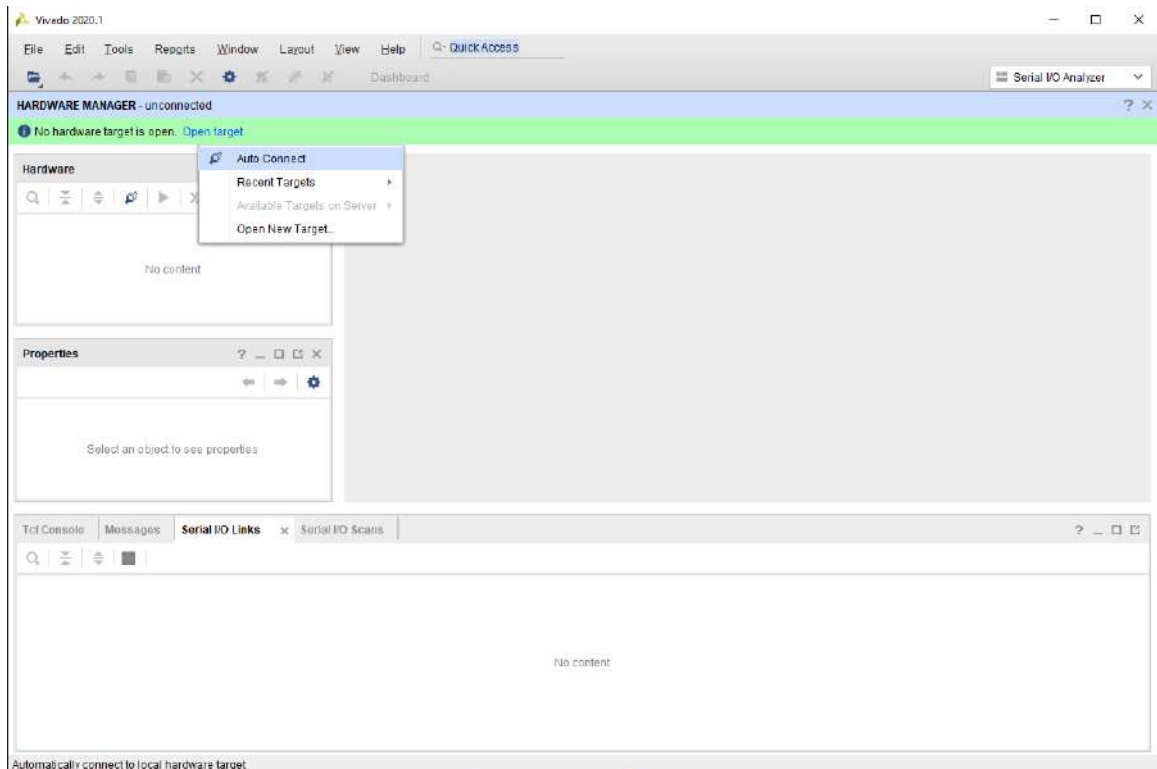 Vivado 2020.1
File Edit Tools Reports Window Layout View Help Quick Access
Dashboard
Serial I/O Analyzer
HARDWARE MANAGER - unconnected
No hardware target is open. Open target
Hardware
Auto Connect
Recent Targets
Available Targets on Server
Open New Target...
No content
Properties
Select an object to see properties
Tcl Console Messages Serial I/O Links Serial I/O Scans
No content
Automatically connect to local hardware target